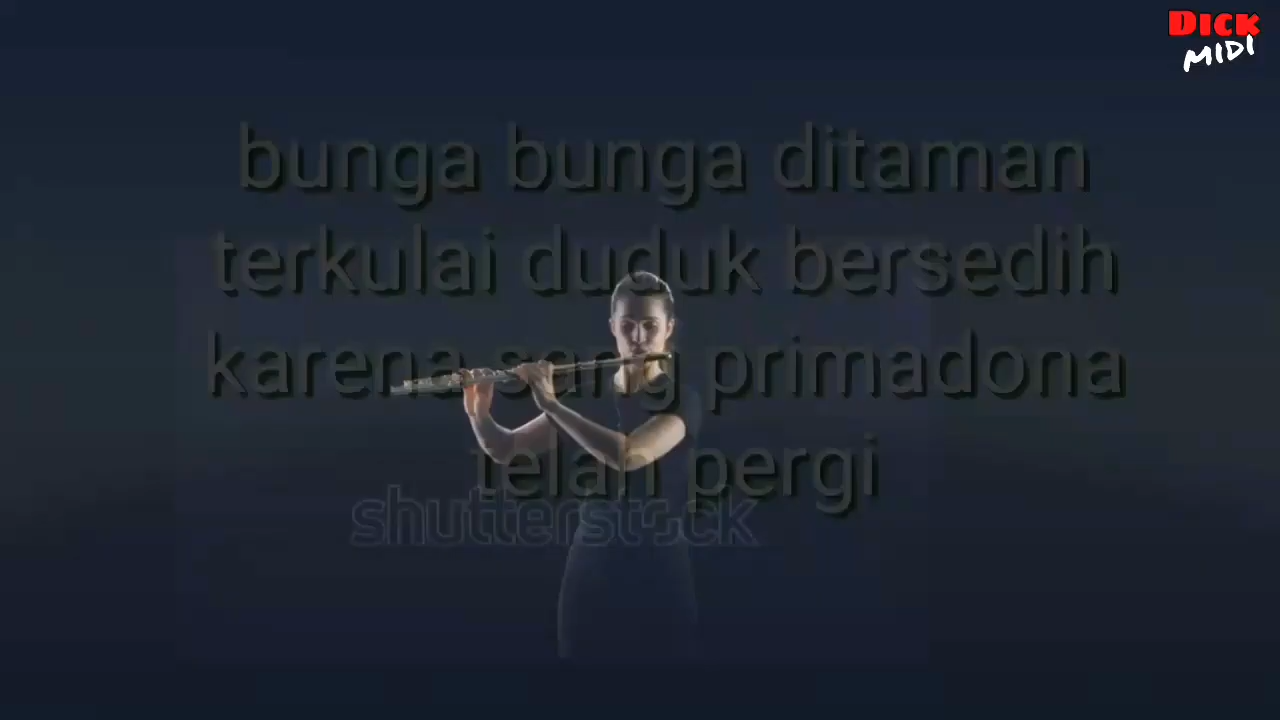 DICK
MIDI
bunga bunga ditaman
terkulai duduk bersedih
karena sang primadona
telah pergi
shutterstock